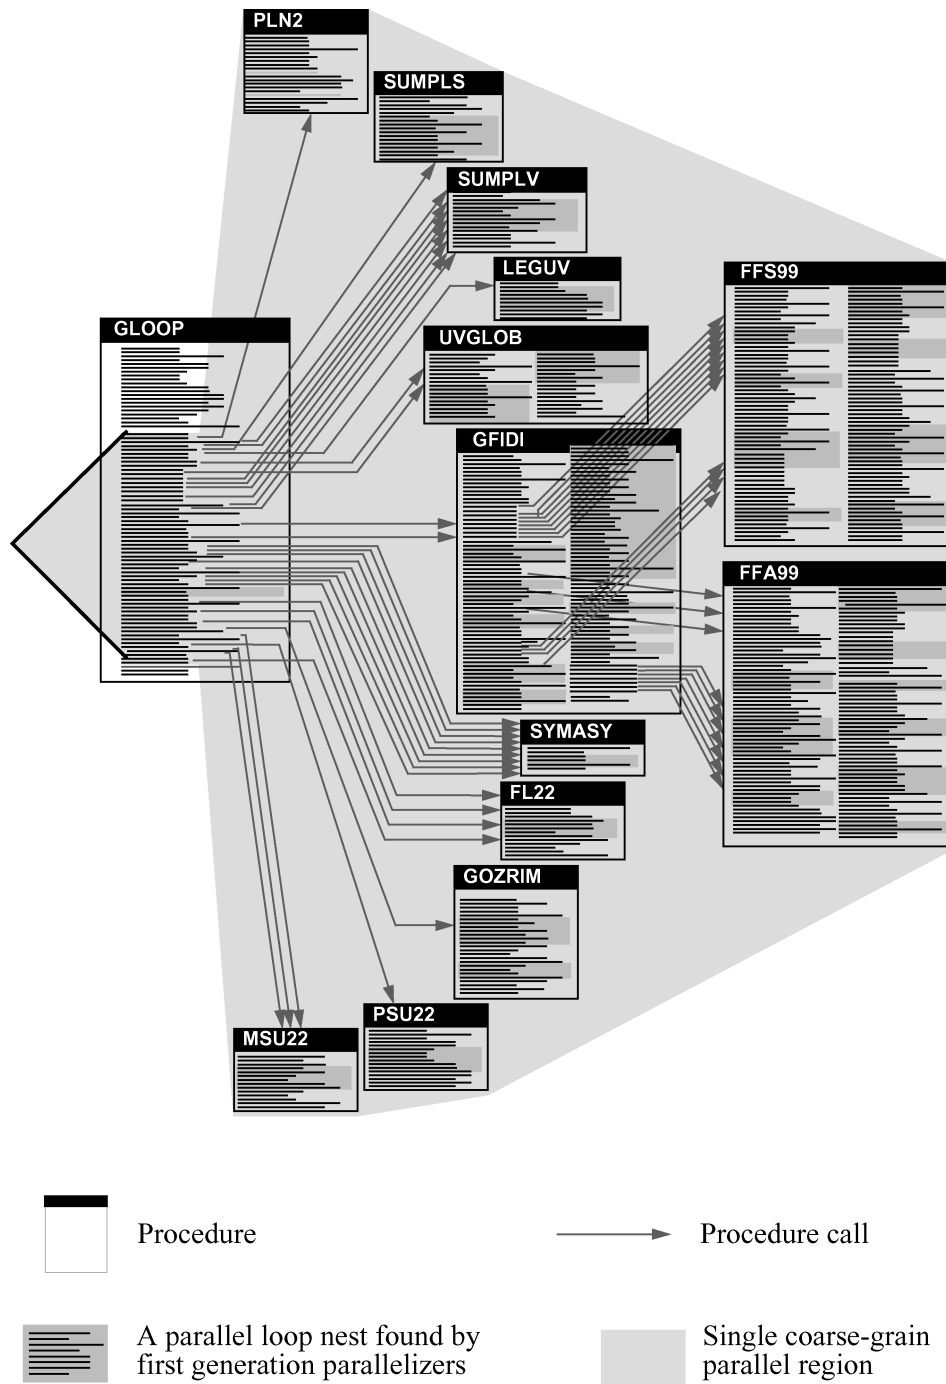 PLN2
SUMPLS
SUMPLV
LEGUV
FFS99
GLOOP
UVGLOB
GFIDI
FFA99
SYMASY
FL22
GOZRIM
PSU22
MSU22
Procedure
Procedure call
A parallel loop nest found by
first generation parallelizers
Single coarse-grain
parallel region